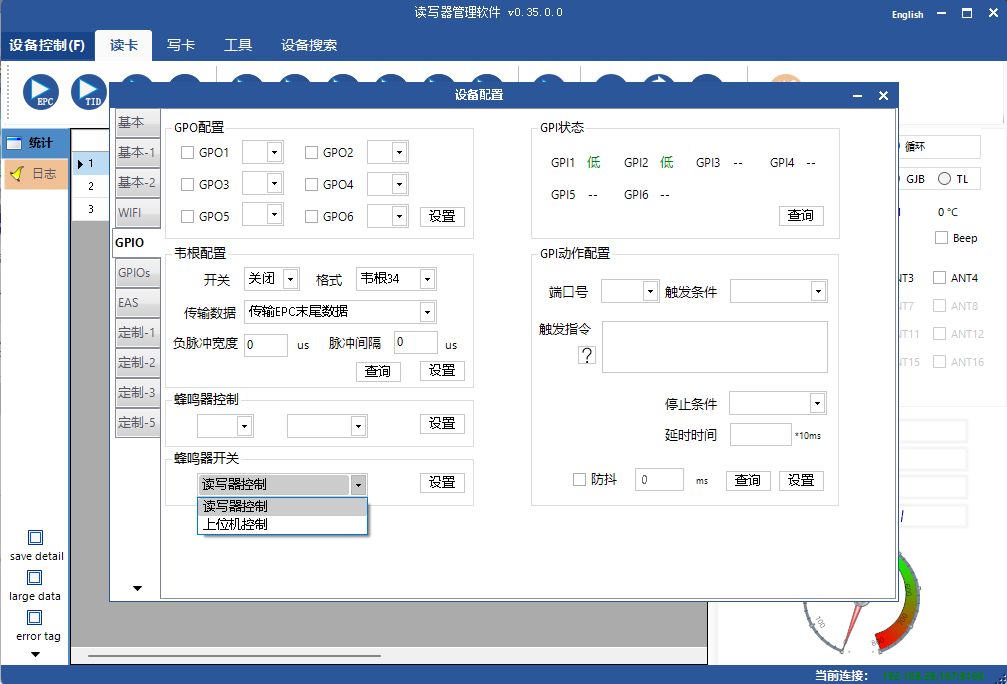 读写器管理软件 v0.35.0.0
English
设备控制(F) 读卡 写卡 工具 设备搜索
EPC TID
设备配置
统计
日志
1
2
3
save detail
large data
error tag
基本
基本-1
基本-2
WIFI
GPIO
GPIOs
EAS
定制-1
定制-2
定制-3
定制-5
GPO配置
GPO1 GPO2
GPO3 GPO4
GPO5 GPO6 设置
韦根配置
开关 关闭 格式 韦根34
传输数据 传输EPC末尾数据
负脉冲宽度 0 us 脉冲间隔 0 us
查询 设置
蜂鸣器控制
设置
蜂鸣器开关
读写器控制 设置
读写器控制
上位机控制
GPI状态
GPI1 低 GPI2 低 GPI3 -- GPI4 --
GPI5 -- GPI6 --
查询
GPI动作配置
端口号 触发条件
触发指令
?
停止条件
延时时间 *10ms
防抖 0 ms 查询 设置
循环
GJB TL
0 ℃
Beep
NT3 ANT4
NT7 ANT8
NT11 ANT12
NT15 ANT16
100
当前连接: